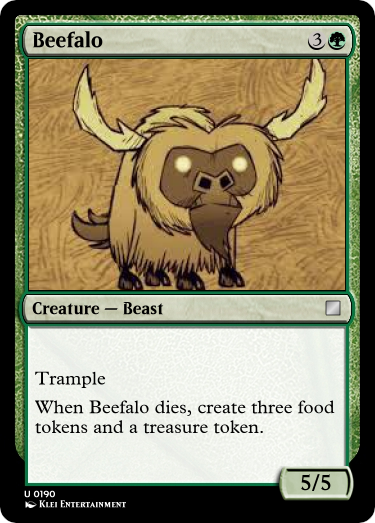 Beefalo 3
Creature — Beast
Trample
When Beefalo dies, create three food
tokens and a treasure token.
5/5
U 0190
Klei Entertainment